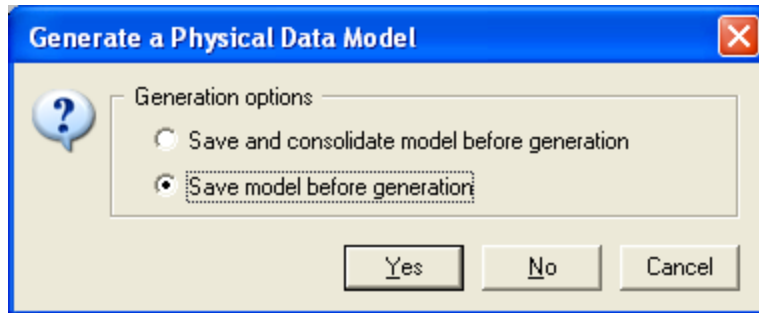 Generate a Physical Data Model
Generation options
Save and consolidate model before generation
Save model before generation
Yes No Cancel